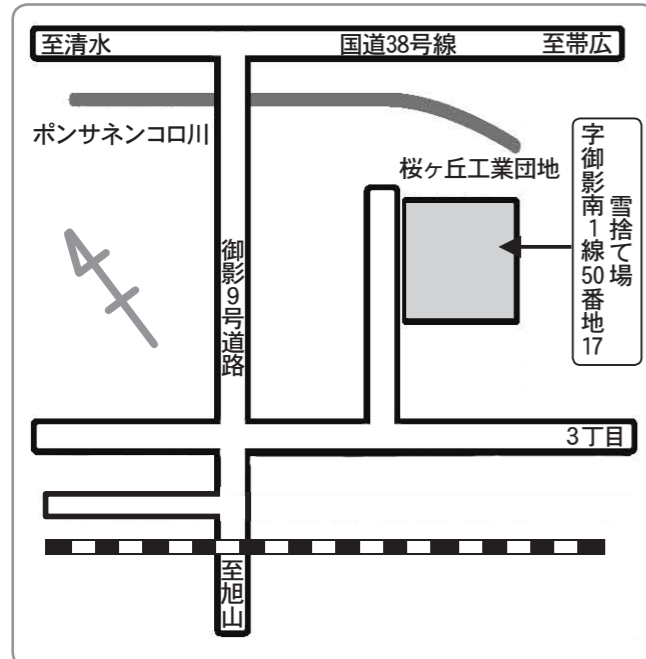 至清水
国道38号線
至帯広
ポンサネンコロ川
桜ヶ丘工業団地
雪捨て場
字御影南1線50番地17
御影9号道路
3丁目
至旭山